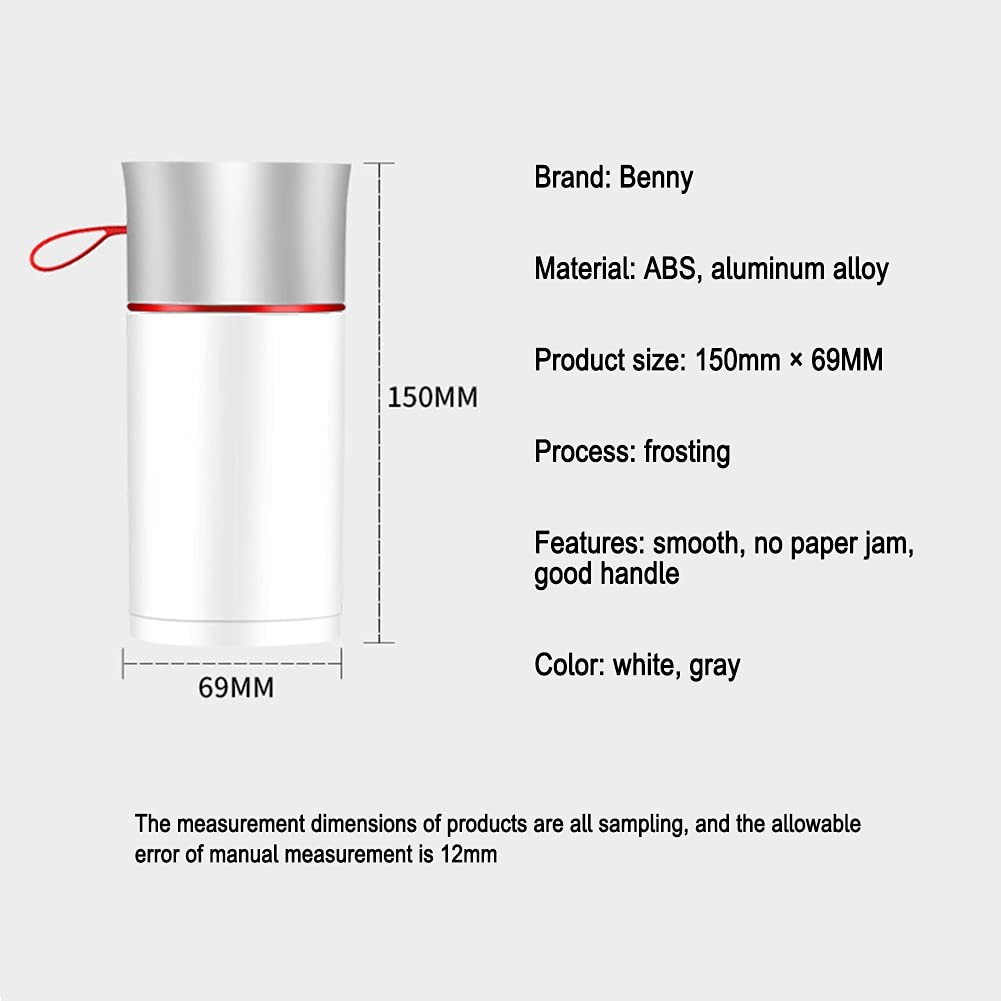 Brand: Benny
Material: ABS, aluminum alloy
150MM
Product size: 150mm × 69MM
Process: frosting
Features: smooth, no paper jam,
good handle
69MM
Color: white, gray
The measurement dimensions of products are all sampling, and the allowable
error of manual measurement is 12mm